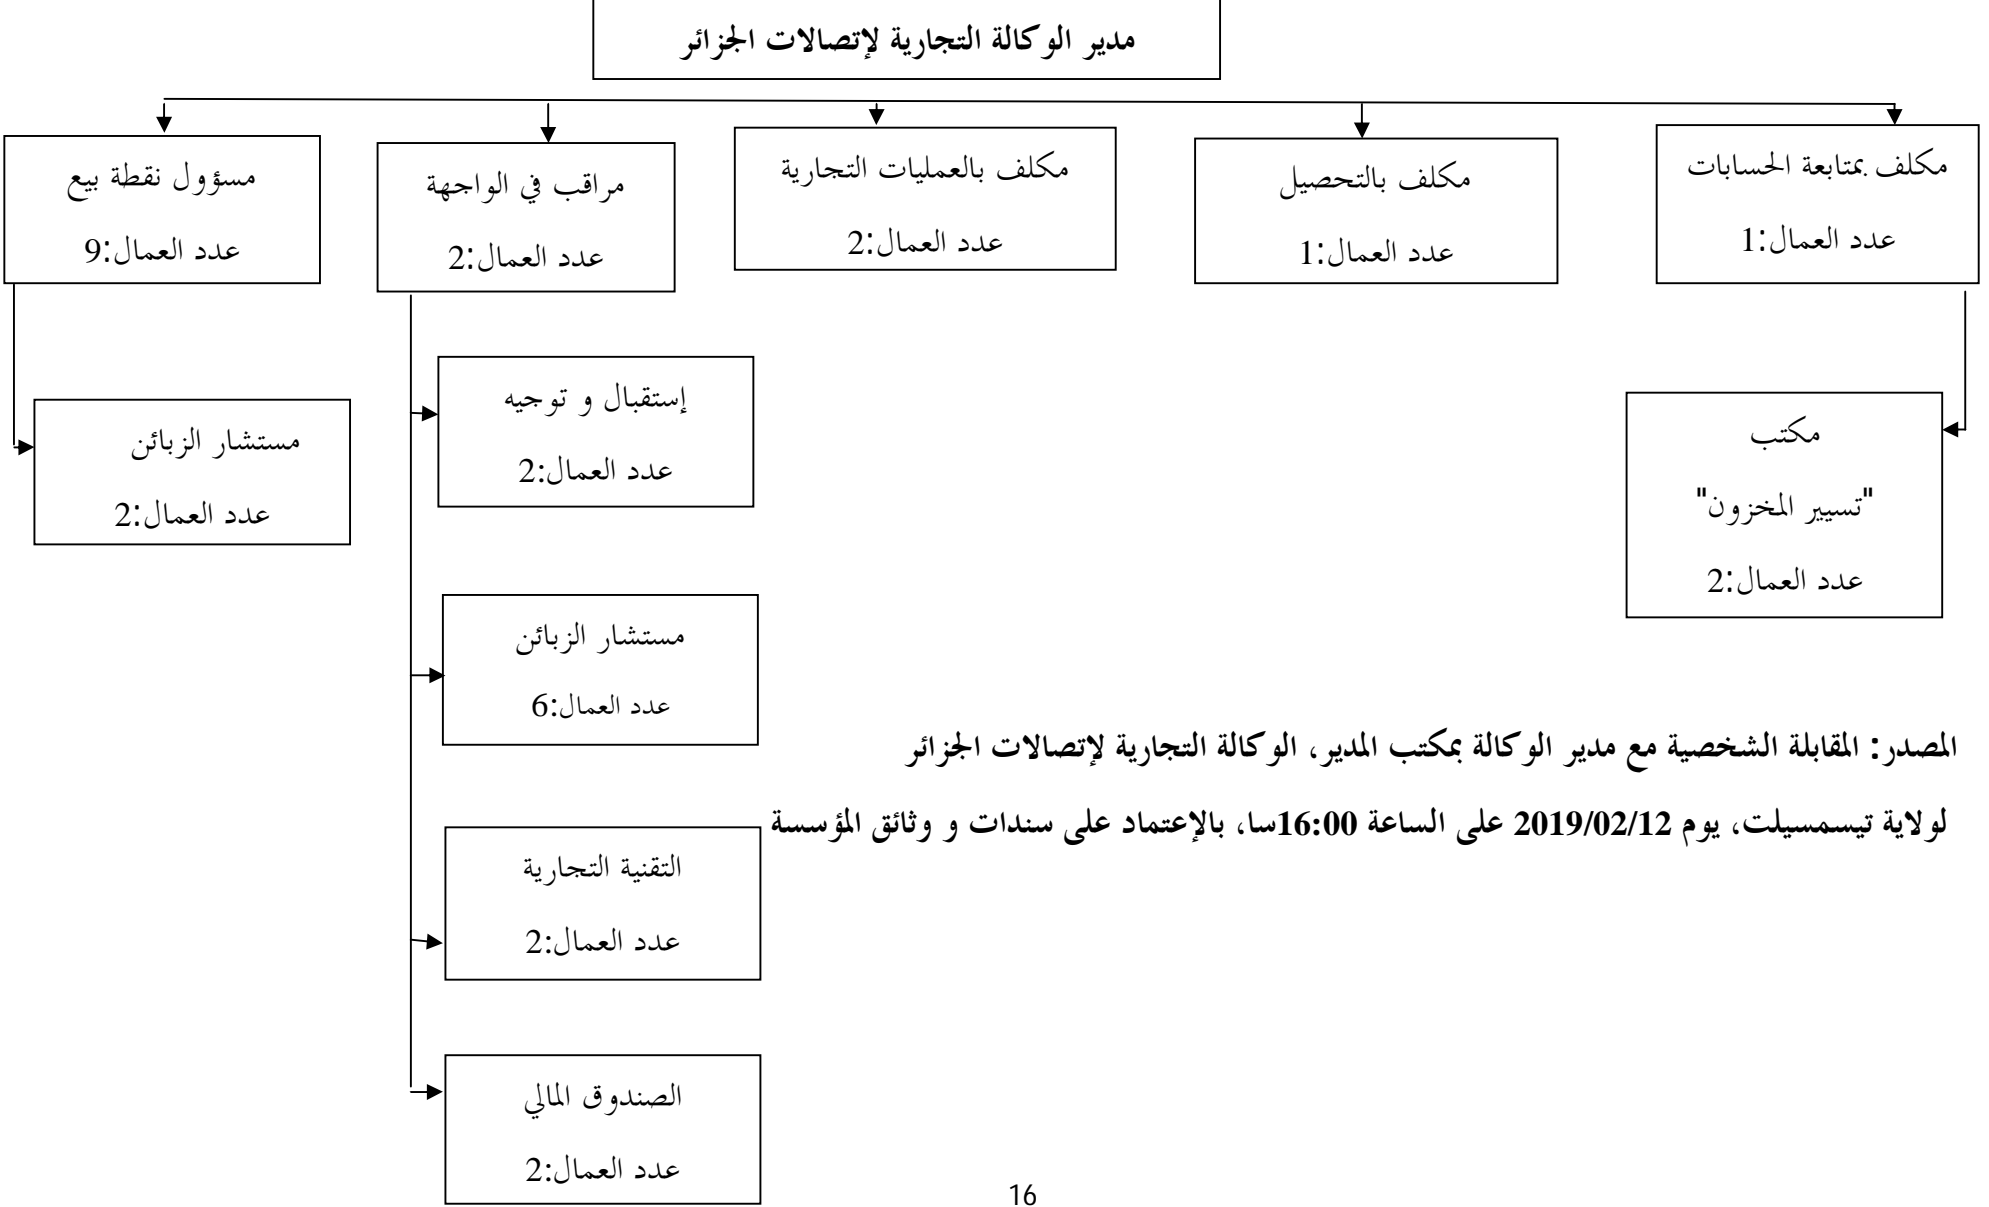 مدير الوكالة التجارية لإتصالات الجزائر
مكلف بمتابعة الحسابات
عدد العمال:1
مكلف بالتحصيل
عدد العمال:1
مكلف بالعمليات التجارية
عدد العمال:2
مراقب في الواجهة
عدد العمال:2
مسؤول نقطة بيع
عدد العمال:9
مكتب
"تسيير المخزون"
عدد العمال:2
إستقبال و توجيه
عدد العمال:2
مستشار الزبائن
عدد العمال:2
مستشار الزبائن
عدد العمال:6
التقنية التجارية
عدد العمال:2
الصندوق المالي
عدد العمال:2
المصدر: المقابلة الشخصية مع مدير الوكالة بمكتب المدير، الوكالة التجارية لإتصالات الجزائر
لولاية تيسمسيلت، يوم 2019/02/12 على الساعة 16:00سا، بالإعتماد على سندات و وثائق المؤسسة
16